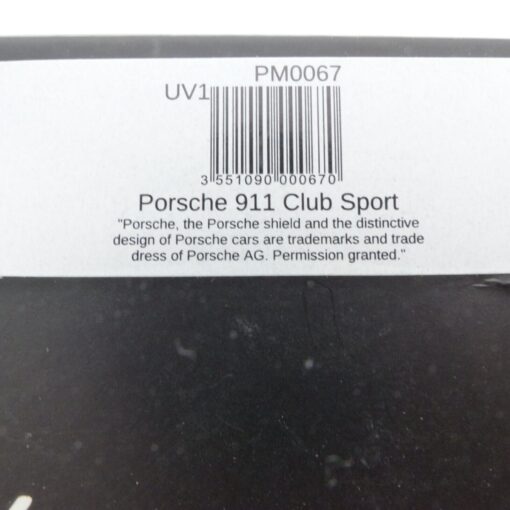 PM0067
UV1
3 551090 000670
Porsche 911 Club Sport
"Porsche, the Porsche shield and the distinctive
design of Porsche cars are trademarks and trade
dress of Porsche AG. Permission granted."